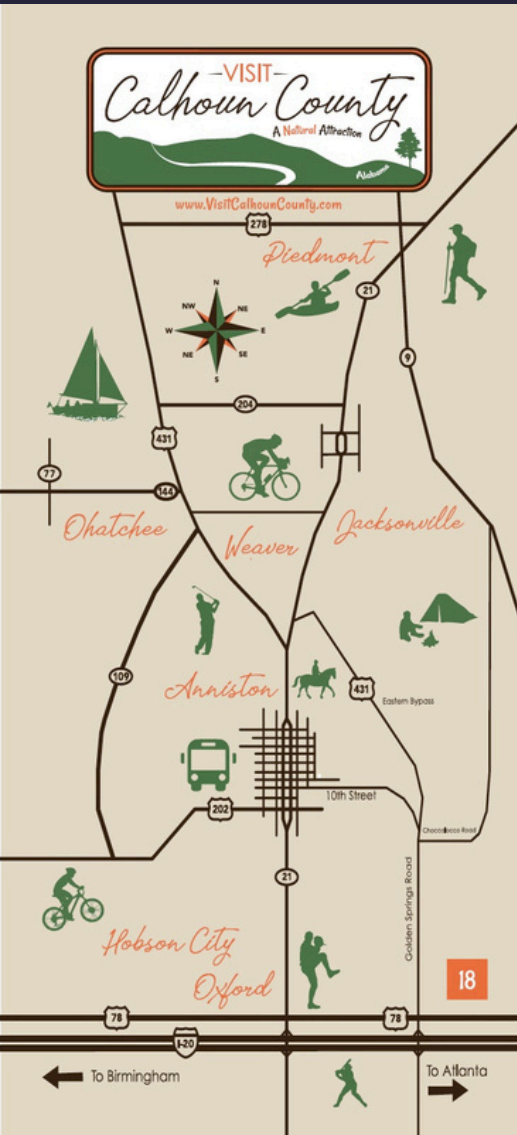 VISIT
Calhoun County
A Natural Attraction
Alabama
www.VisitCalhounCounty.com
278
Piedmont
21
N
NW
NE
W
E
NE
SE
S
9
204
431
77
144
Ohatchee
Weaver
Jacksonville
109
Anniston
431
Eastern Bypass
10th Street
202
Choccolocco Road
21
Golden Springs Road
Hobson City
Oxford
18
78
78
I-20
To Birmingham
To Atlanta